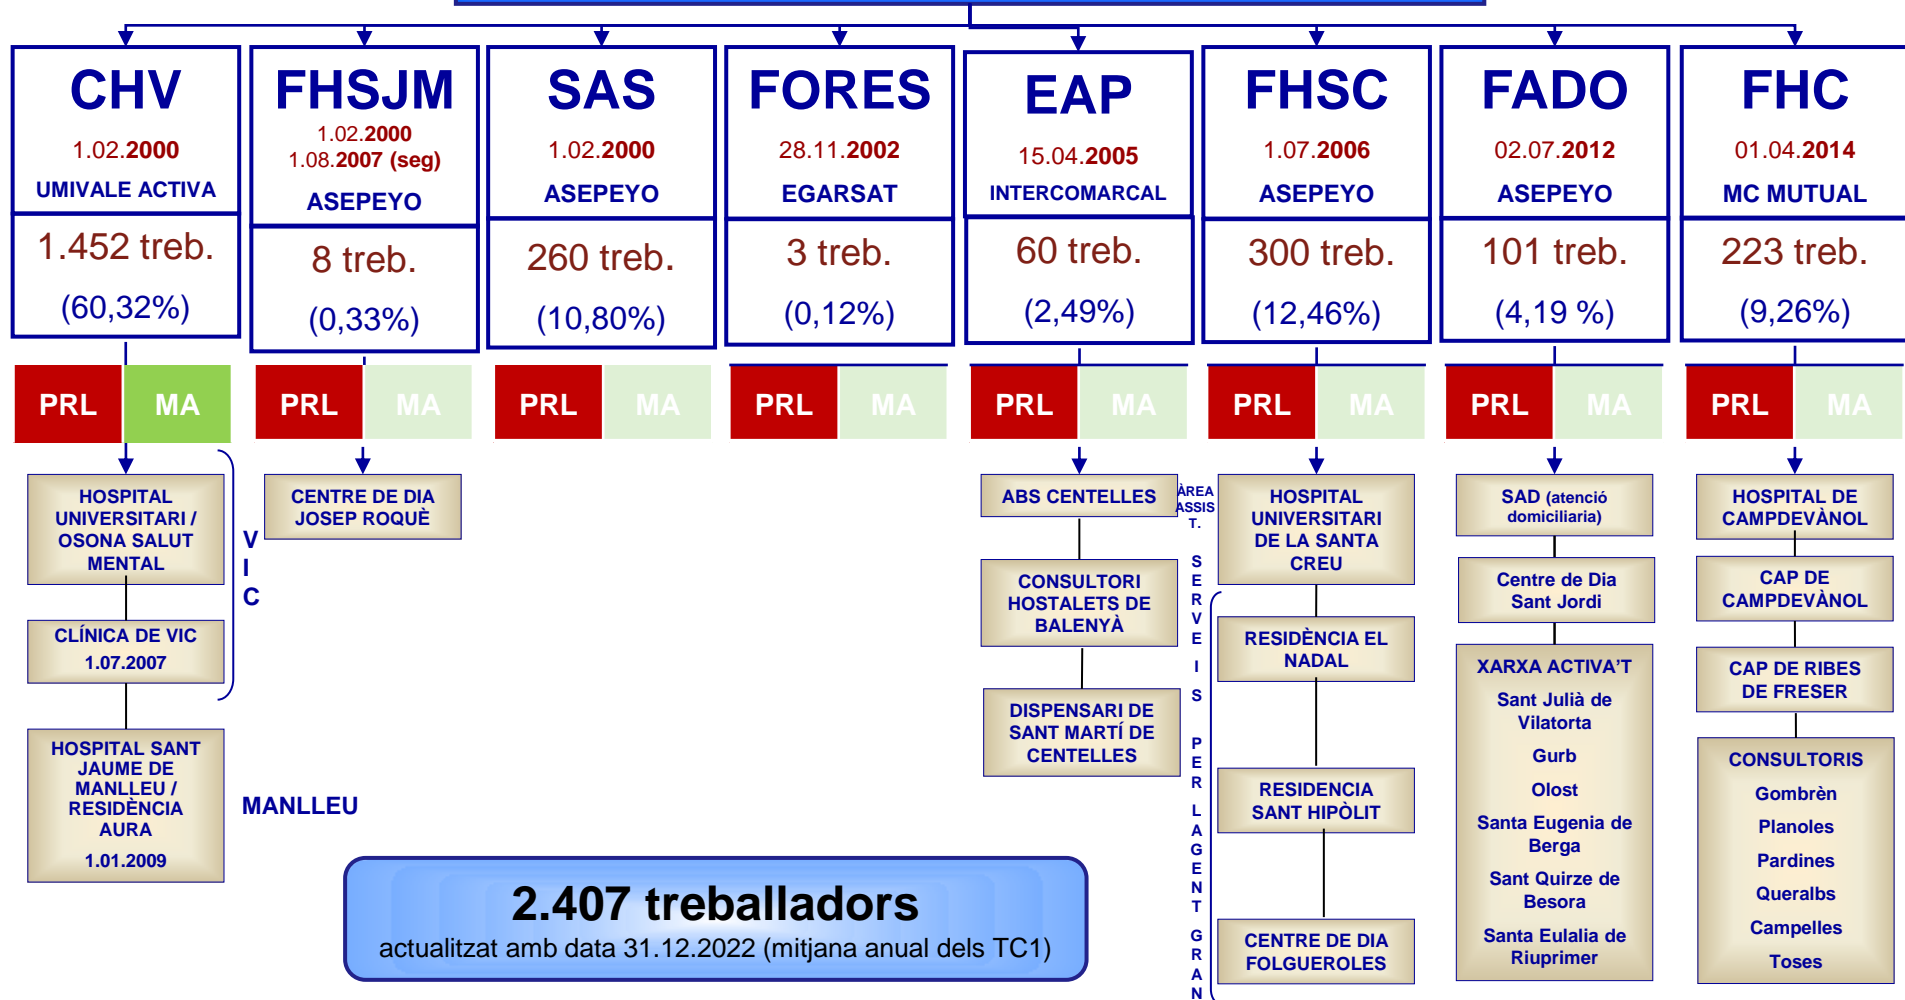 CHV
1.02.2000
UMIVALE ACTIVA
1.452 treb.
(60,32%)
FHSJM
1.02.2000
1.08.2007 (seg)
ASEPEYO
8 treb.
(0,33%)
SAS
1.02.2000
ASEPEYO
260 treb.
(10,80%)
FORES
28.11.2002
EGARSAT
3 treb.
(0,12%)
EAP
15.04.2005
INTERCOMARCAL
60 treb.
(2,49%)
FHSC
1.07.2006
ASEPEYO
300 treb.
(12,46%)
FADO
02.07.2012
ASEPEYO
101 treb.
(4,19 %)
FHC
01.04.2014
MC MUTUAL
223 treb.
(9,26%)
PRL MA
PRL MA
PRL MA
PRL MA
PRL MA
PRL MA
PRL MA
PRL MA
HOSPITAL
UNIVERSITARI /
OSONA SALUT
MENTAL
CLÍNICA DE VIC
1.07.2007
VIC
HOSPITAL SANT
JAUME DE
MANLLEU /
RESIDÈNCIA
AURA
1.01.2009
MANLLEU
CENTRE DE DIA
JOSEP ROQUÈ
ABS CENTELLES
CONSULTORI
HOSTALETS DE
BALENYÀ
DISPENSARI DE
SANT MARTÍ DE
CENTELLES
ÀREA
ASSIS
T.
SERVEIS PER LAGENT GRAN
HOSPITAL
UNIVERSITARI
DE LA SANTA
CREU
RESIDÈNCIA EL
NADAL
RESIDENCIA
SANT HIPÒLIT
CENTRE DE DIA
FOLGUEROLES
SAD (atenció
domiciliaria)
Centre de Dia
Sant Jordi
XARXA ACTIVA’T
Sant Julià de
Vilatorta
Gurb
Olost
Santa Eugenia de
Berga
Sant Quirze de
Besora
Santa Eulalia de
Riuprimer
HOSPITAL DE
CAMPDEVÀNOL
CAP DE
CAMPDEVÀNOL
CAP DE RIBES
DE FRESER
CONSULTORIS
Gombrèn
Planoles
Pardines
Queralbs
Campelles
Toses
2.407 treballadors
actualitzat amb data 31.12.2022 (mitjana anual dels TC1)